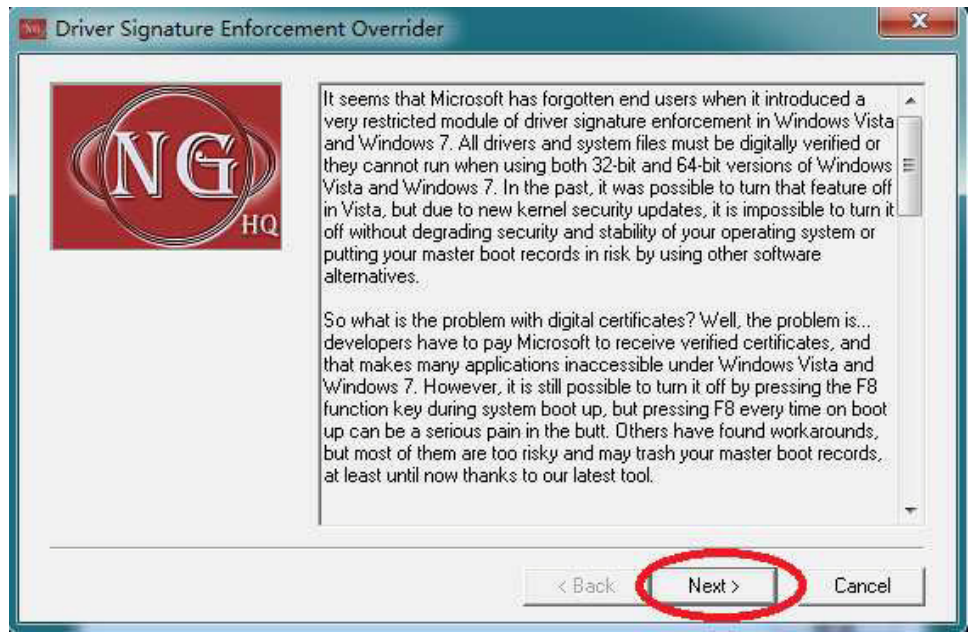 Driver Signature Enforcement Overrider
NG
HQ
It seems that Microsoft has forgotten end users when it introduced a
very restricted module of driver signature enforcement in Windows Vista
and Windows 7. All drivers and system files must be digitally verified or
they cannot run when using both 32-bit and 64-bit versions of Windows
Vista and Windows 7. In the past, it was possible to turn that feature off
in Vista, but due to new kernel security updates, it is impossible to turn it
off without degrading security and stability of your operating system or
putting your master boot records in risk by using other software
alternatives.
So what is the problem with digital certificates? Well, the problem is...
developers have to pay Microsoft to receive verified certificates, and
that makes many applications inaccessible under Windows Vista and
Windows 7. However, it is still possible to turn it off by pressing the F8
function key during system boot up, but pressing F8 every time on boot
up can be a serious pain in the butt. Others have found workarounds,
but most of them are too risky and may trash your master boot records,
at least until now thanks to our latest tool.
< Back Next > Cancel